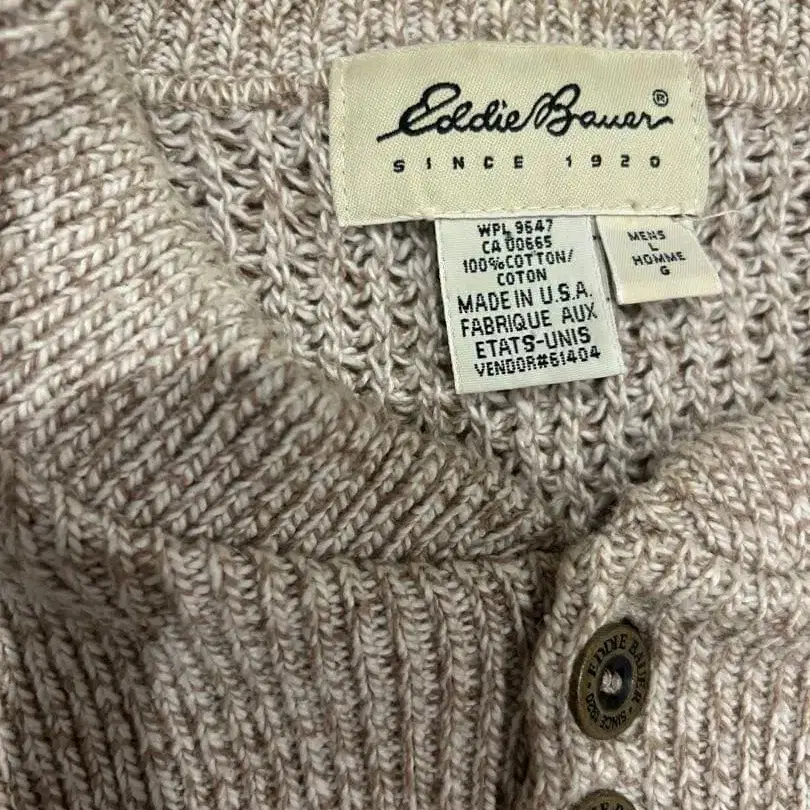 Eddie Bauer®
SINCE 1920
WPL 9647
CA 00665
100% COTTON/
COTON
MADE IN U.S.A.
FABRIQUE AUX
ETATS-UNIS
VENDOR#61404
MENS
L
HOMME
G
EDDIE BAUER · SINCE 1920 ·